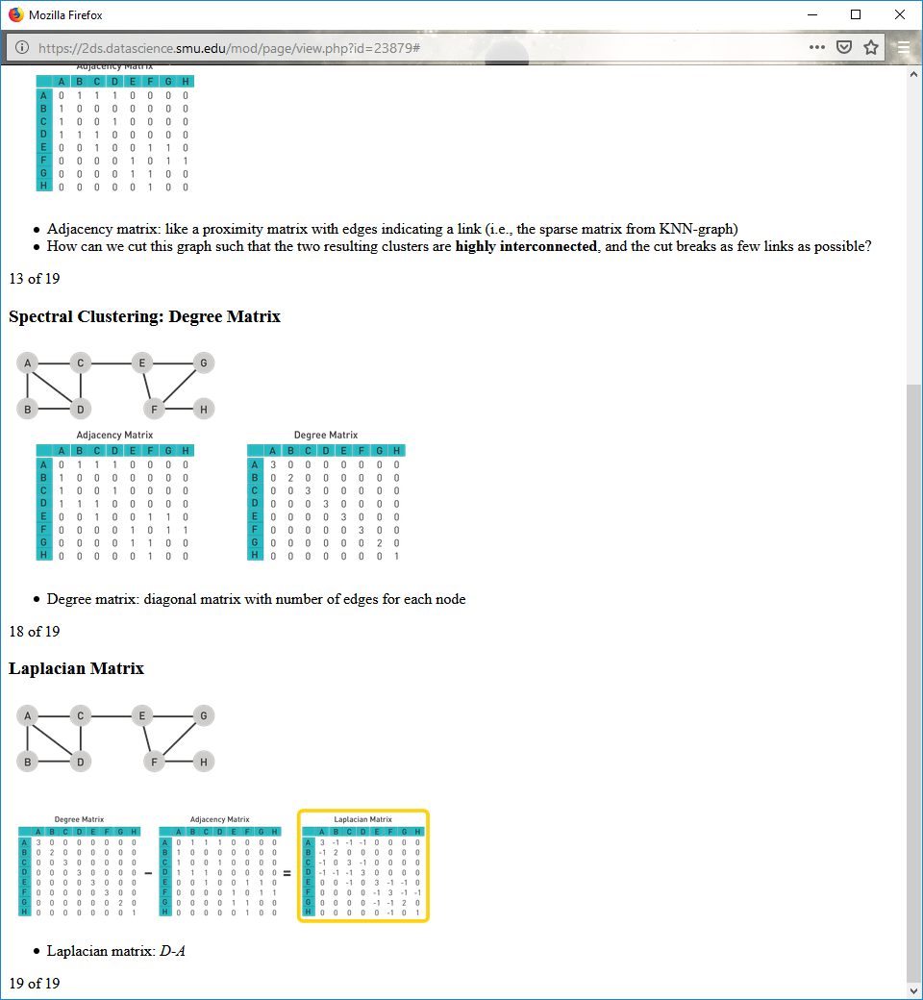 Mozilla Firefox
https://2ds.datascience.smu.edu/mod/page/view.php?id=23879#
Adjacency Matrix
A B C D E F G H
A 0 1 1 1 0 0 0 0
B 1 0 0 0 0 0 0 0
C 1 0 0 1 0 0 0 0
D 1 1 1 0 0 0 0 0
E 0 0 1 0 0 1 1 0
F 0 0 0 0 1 0 1 1
G 0 0 0 0 1 1 0 0
H 0 0 0 0 0 1 0 0
• Adjacency matrix: like a proximity matrix with edges indicating a link (i.e., the sparse matrix from KNN-graph)
• How can we cut this graph such that the two resulting clusters are highly interconnected, and the cut breaks as few links as possible?
13 of 19
Spectral Clustering: Degree Matrix
A C E G
B D F H
Adjacency Matrix
A B C D E F G H
A 0 1 1 1 0 0 0 0
B 1 0 0 0 0 0 0 0
C 1 0 0 1 0 0 0 0
D 1 1 1 0 0 0 0 0
E 0 0 1 0 0 1 1 0
F 0 0 0 0 1 0 1 1
G 0 0 0 0 1 1 0 0
H 0 0 0 0 0 1 0 0
Degree Matrix
A B C D E F G H
A 3 0 0 0 0 0 0 0
B 0 2 0 0 0 0 0 0
C 0 0 3 0 0 0 0 0
D 0 0 0 3 0 0 0 0
E 0 0 0 0 3 0 0 0
F 0 0 0 0 0 3 0 0
G 0 0 0 0 0 0 2 0
H 0 0 0 0 0 0 0 1
• Degree matrix: diagonal matrix with number of edges for each node
18 of 19
Laplacian Matrix
A C E G
B D F H
Degree Matrix
A B C D E F G H
A 3 0 0 0 0 0 0 0
B 0 2 0 0 0 0 0 0
C 0 0 3 0 0 0 0 0
D 0 0 0 3 0 0 0 0
E 0 0 0 0 3 0 0 0
F 0 0 0 0 0 3 0 0
G 0 0 0 0 0 0 2 0
H 0 0 0 0 0 0 0 1
–
Adjacency Matrix
A B C D E F G H
A 0 1 1 1 0 0 0 0
B 1 0 0 0 0 0 0 0
C 1 0 0 1 0 0 0 0
D 1 1 1 0 0 0 0 0
E 0 0 1 0 0 1 1 0
F 0 0 0 0 1 0 1 1
G 0 0 0 0 1 1 0 0
H 0 0 0 0 0 1 0 0
=
Laplacian Matrix
A B C D E F G H
A 3 -1 -1 -1 0 0 0 0
B -1 2 0 0 0 0 0 0
C -1 0 3 -1 0 0 0 0
D -1 -1 -1 3 0 0 0 0
E 0 0 -1 0 3 -1 -1 0
F 0 0 0 0 -1 3 -1 -1
G 0 0 0 0 -1 -1 2 0
H 0 0 0 0 0 -1 0 1
• Laplacian matrix: D-A
19 of 19